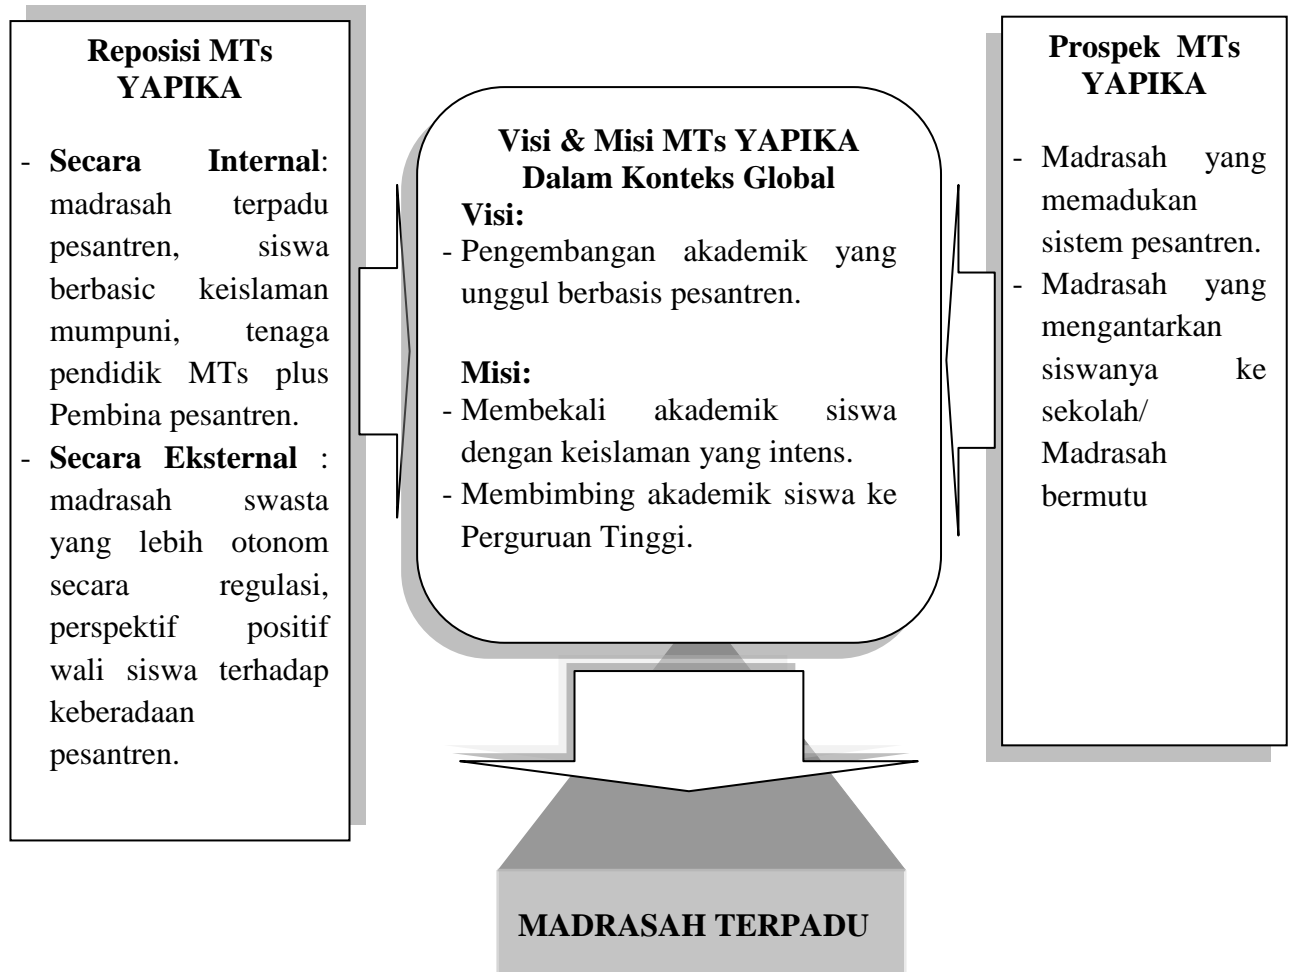 Reposisi MTs
YAPIKA
- Secara Internal:
madrasah terpadu
pesantren, siswa
berbasic keislaman
mumpuni, tenaga
pendidik MTs plus
Pembina pesantren.
- Secara Eksternal :
madrasah swasta
yang lebih otonom
secara regulasi,
perspektif positif
wali siswa terhadap
keberadaan
pesantren.
Visi & Misi MTs YAPIKA
Dalam Konteks Global
Visi:
- Pengembangan akademik yang
unggul berbasis pesantren.
Misi:
- Membekali akademik siswa
dengan keislaman yang intens.
- Membimbing akademik siswa ke
Perguruan Tinggi.
Prospek MTs
YAPIKA
- Madrasah yang
memadukan
sistem pesantren.
- Madrasah yang
mengantarkan
siswanya ke
sekolah/
Madrasah
bermutu
MADRASAH TERPADU